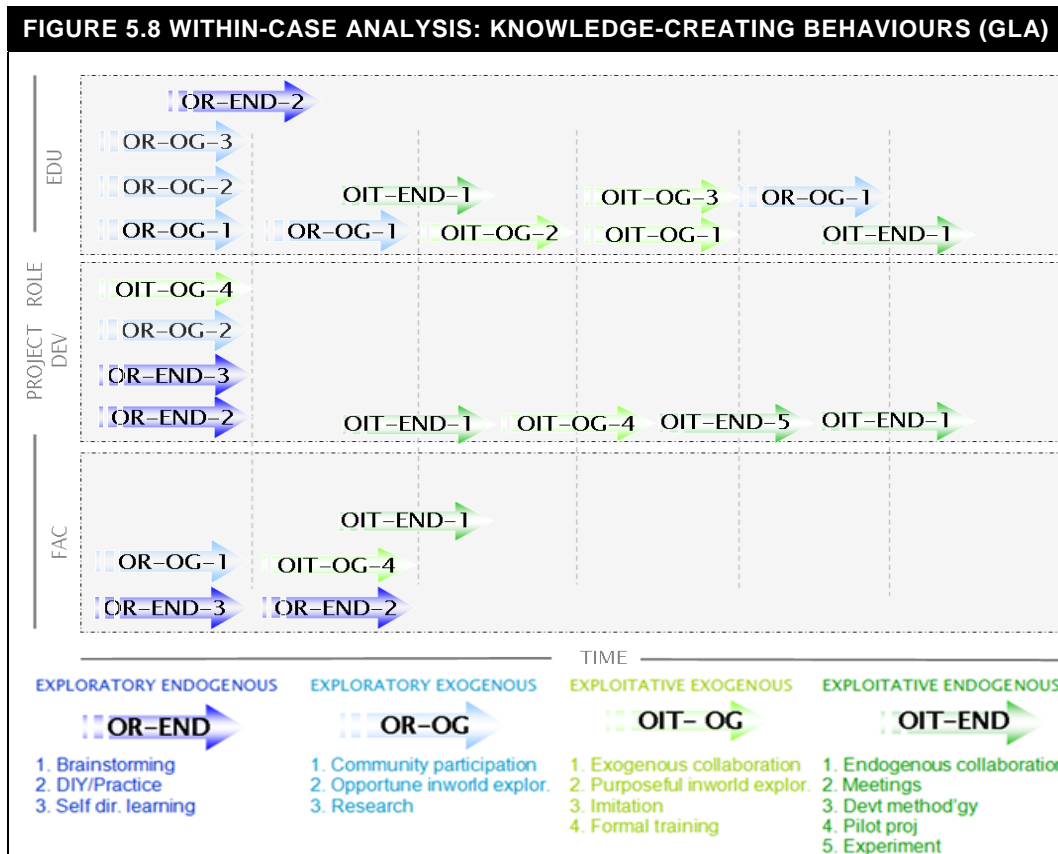 FIGURE 5.8 WITHIN-CASE ANALYSIS: KNOWLEDGE-CREATING BEHAVIOURS (GLA)
PROJECT ROLE
EDU
OR-END-2
OR-OG-3
OR-OG-2
OIT-END-1 OIT-OG-3 OR-OG-1
OR-OG-1 OR-OG-1 OIT-OG-2 OIT-OG-1 OIT-END-1
DEV
OIT-OG-4
OR-OG-2
OR-END-3
OR-END-2 OIT-END-1 OIT-OG-4 OIT-END-5 OIT-END-1
FAC
OIT-END-1
OR-OG-1 OIT-OG-4
OR-END-3 OR-END-2
TIME
EXPLORATORY ENDOGENOUS
OR-END
1. Brainstorming
2. DIY/Practice
3. Self dir. learning
EXPLORATORY EXOGENOUS
OR-OG
1. Community participation
2. Opportune inworld explor.
3. Research
EXPLOITATIVE EXOGENOUS
OIT- OG
1. Exogenous collaboration
2. Purposeful inworld explor.
3. Imitation
4. Formal training
EXPLOITATIVE ENDOGENOUS
OIT-END
1. Endogenous collaboration
2. Meetings
3. Devt method'gy
4. Pilot proj
5. Experiment